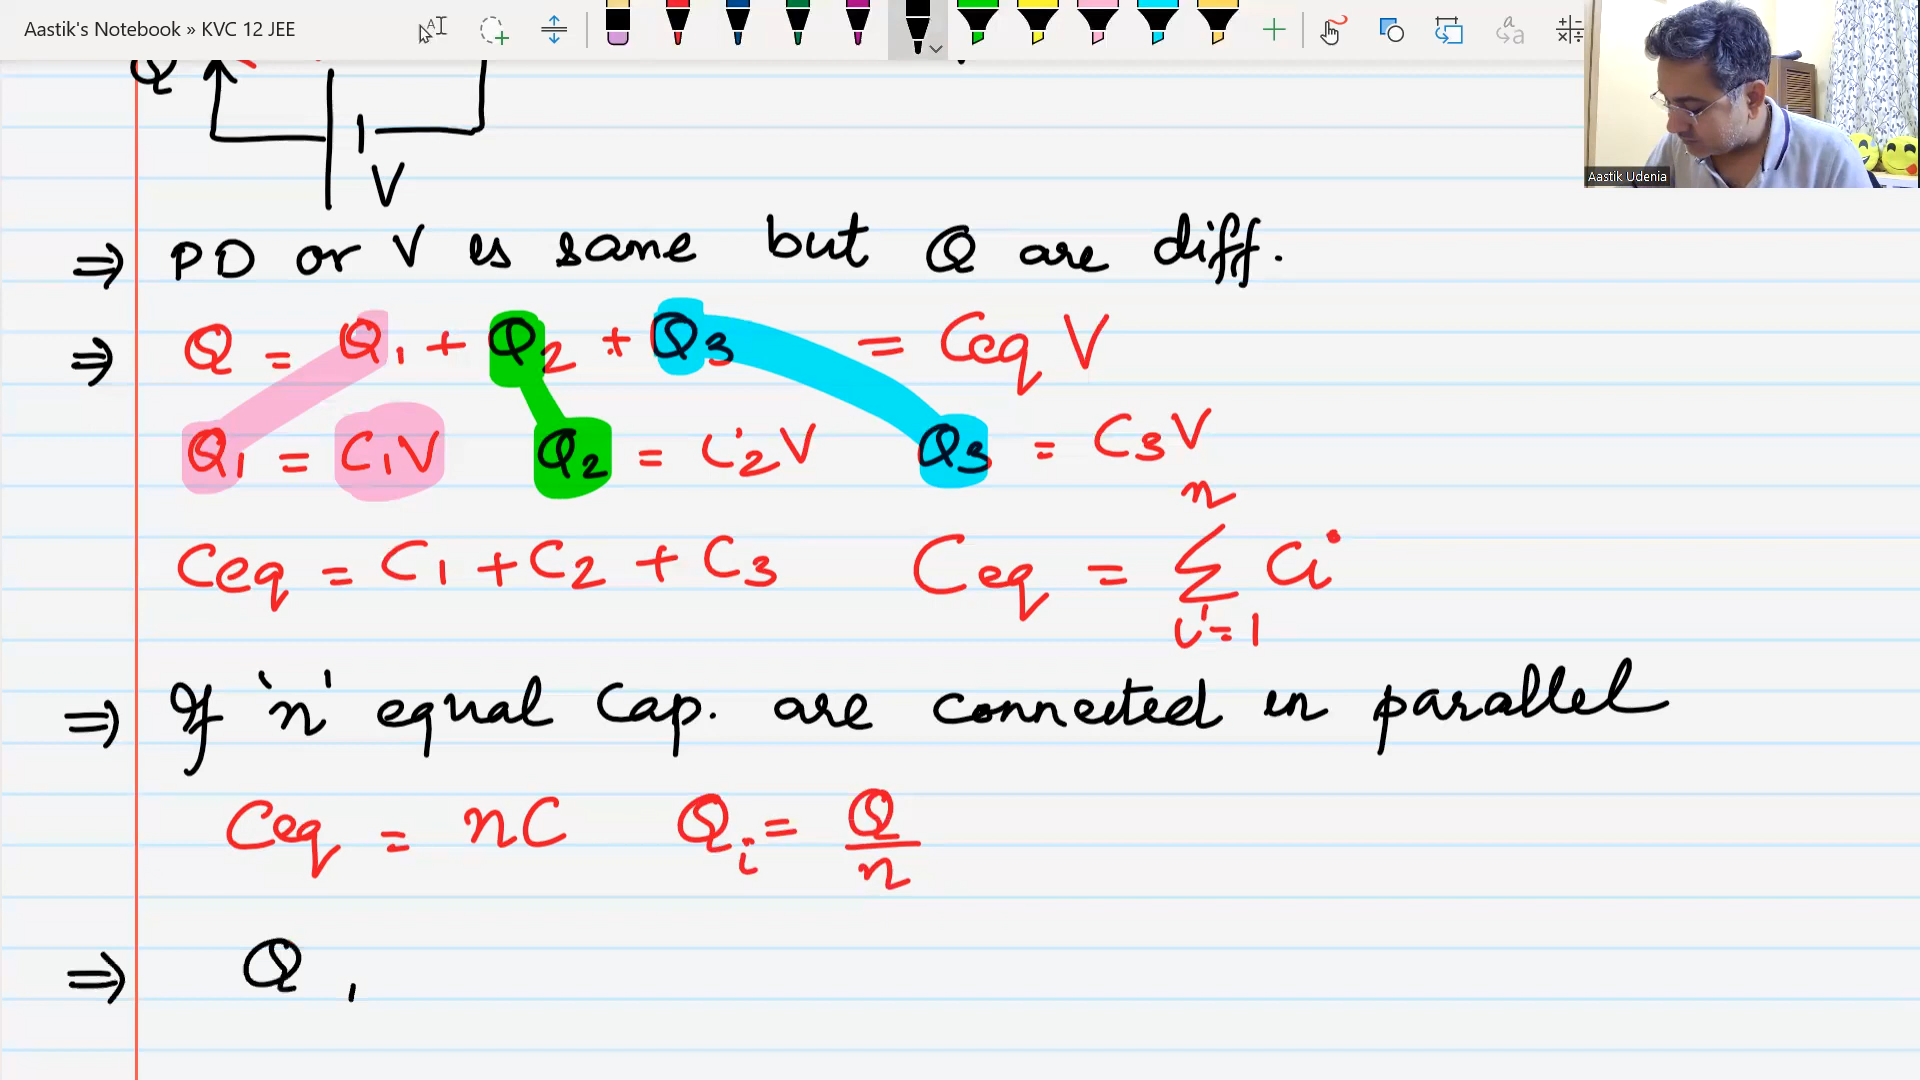 Aastik's Notebook » KVC 12 JEE
Aastik Udenia
Q
V
⇒ PD or V is same but Q are diff.
⇒ Q = Q1 + Q2 + Q3 = Ceq V
Q1 = C1V Q2 = C2V Q3 = C3V
Ceq = C1 + C2 + C3 Ceq = n∑i=1 Ci
⇒ If 'n' equal Cap. are connected in parallel
Ceq = nC Qi = Q/n
⇒ Q1